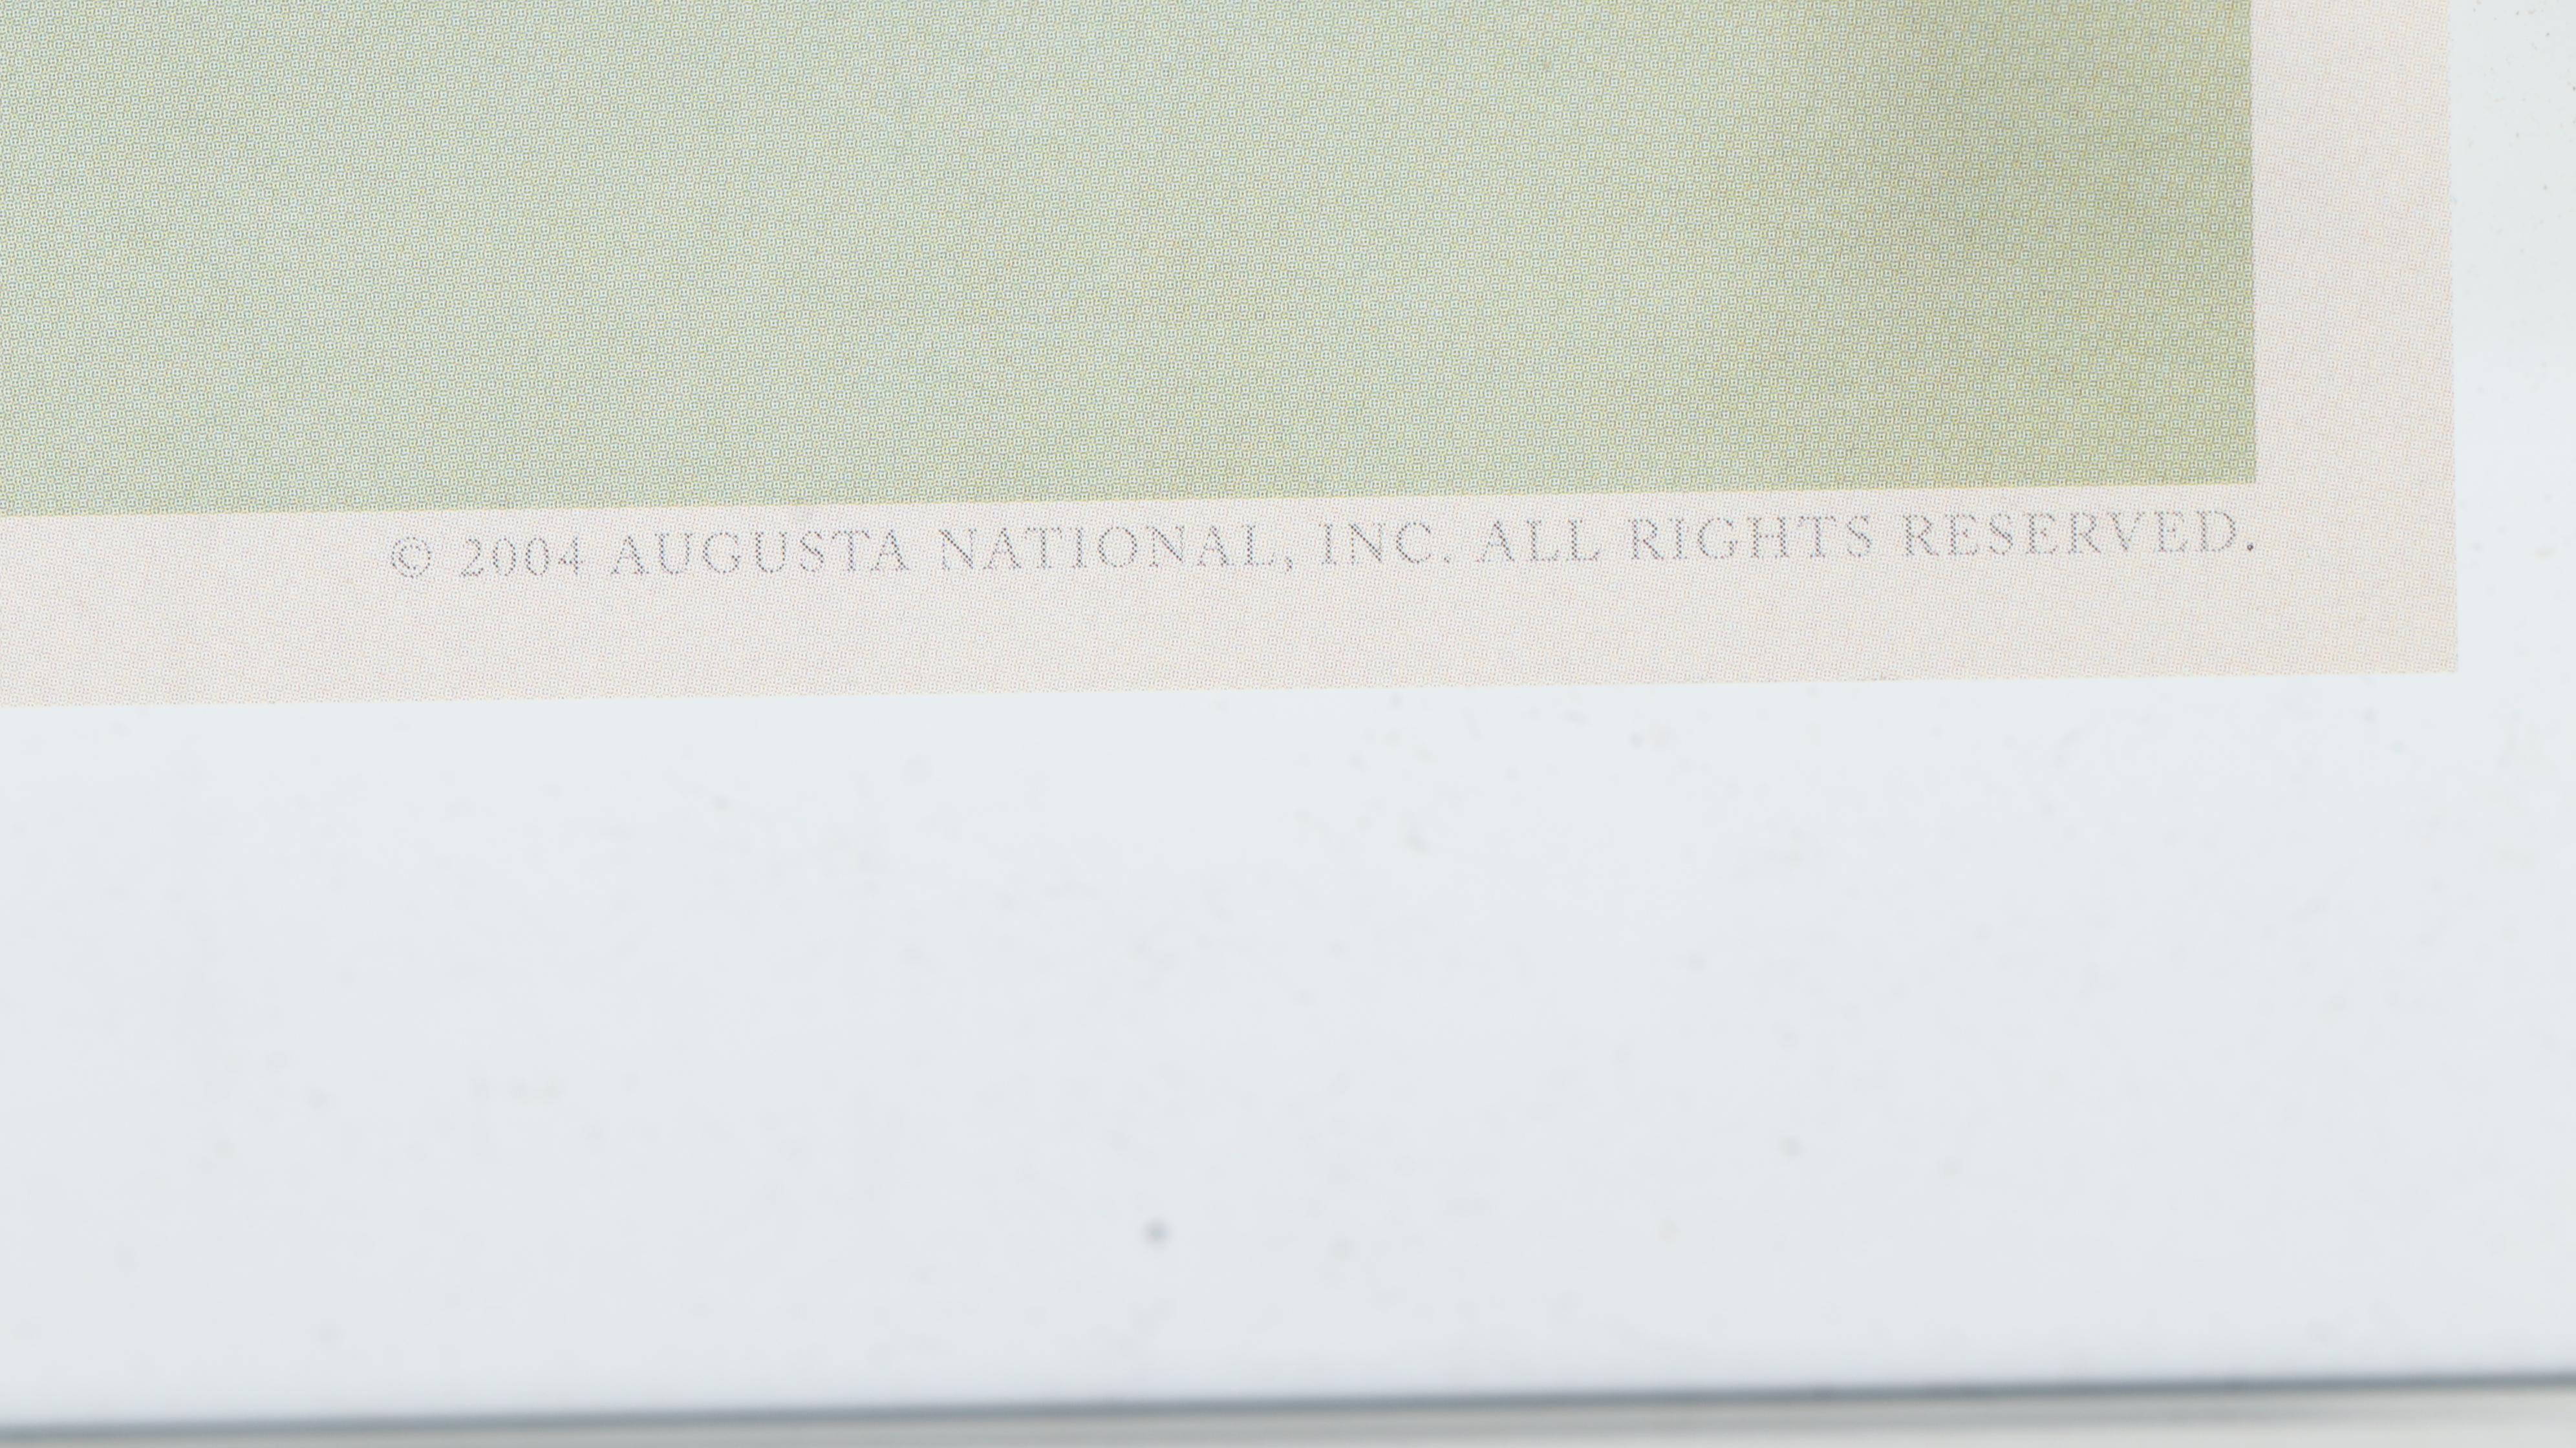 © 2004 AUGUSTA NATIONAL, INC. ALL RIGHTS RESERVED.